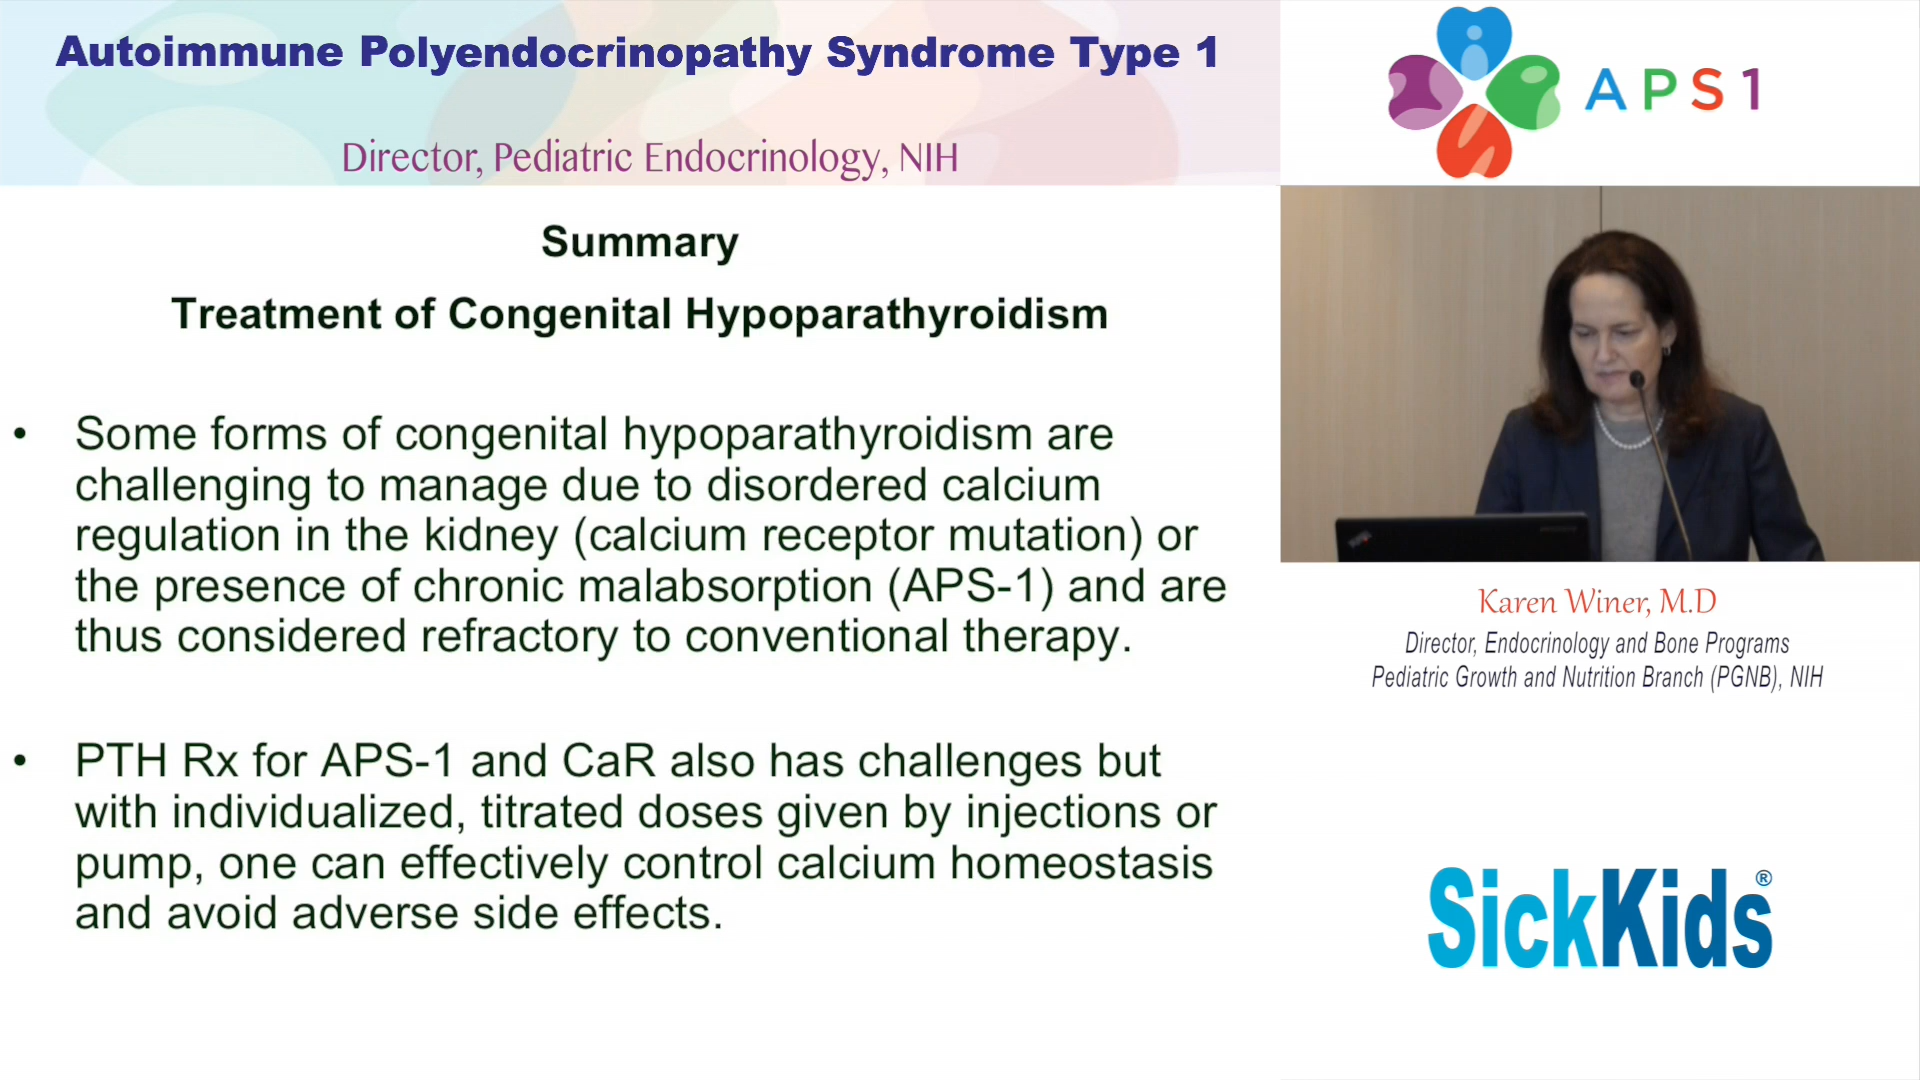 Autoimmune Polyendocrinopathy Syndrome Type 1
Director, Pediatric Endocrinology, NIH
APS1
Summary
Treatment of Congenital Hypoparathyroidism
• Some forms of congenital hypoparathyroidism are
challenging to manage due to disordered calcium
regulation in the kidney (calcium receptor mutation) or
the presence of chronic malabsorption (APS-1) and are
thus considered refractory to conventional therapy.
• PTH Rx for APS-1 and CaR also has challenges but
with individualized, titrated doses given by injections or
pump, one can effectively control calcium homeostasis
and avoid adverse side effects.
Karen Winer, M.D
Director, Endocrinology and Bone Programs
Pediatric Growth and Nutrition Branch (PGNB), NIH
SickKids®